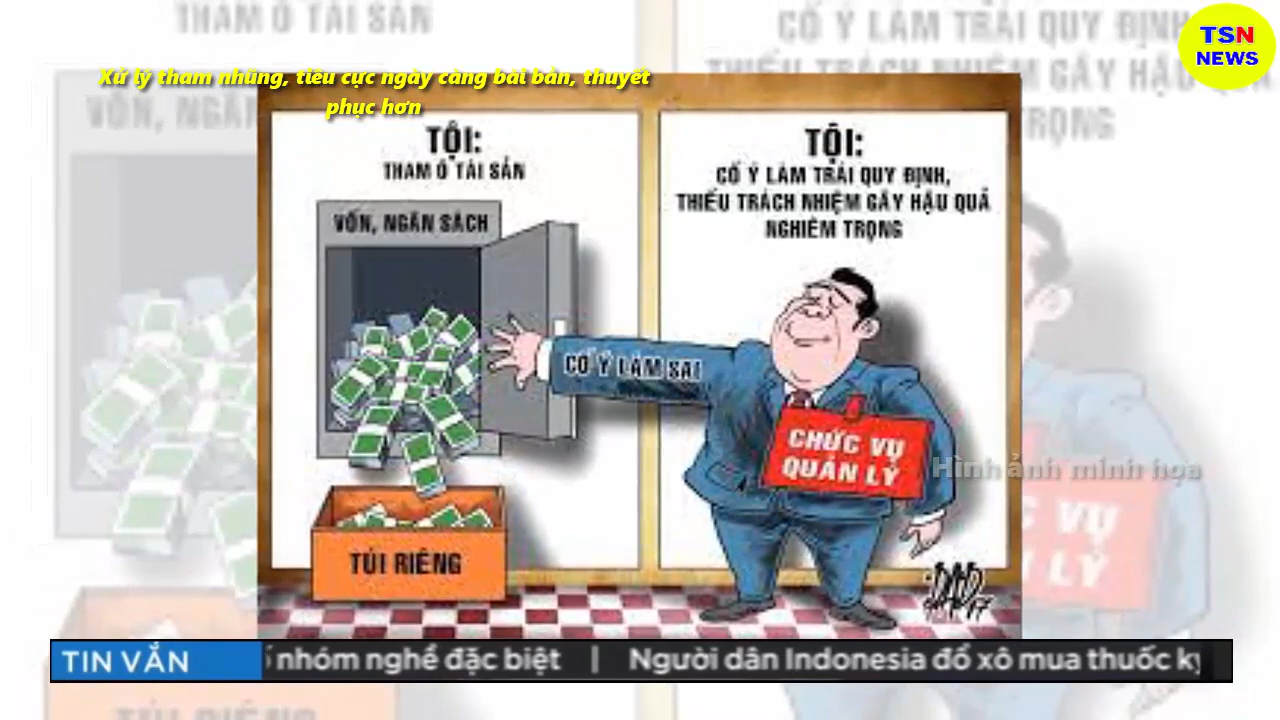 TSN
NEWS
Xử lý tham nhũng, tiêu cực ngày càng bài bản, thuyết
phục hơn
TỘI:
THAM Ô TÀI SẢN
VỐN, NGÂN SÁCH
TÚI RIÊNG
TỘI:
CỐ Ý LÀM TRÁI QUY ĐỊNH,
THIẾU TRÁCH NHIỆM GÂY HẬU QUẢ
NGHIÊM TRỌNG
CỐ Ý LÀM SAI
CHỨC VỤ
QUẢN LÝ
Hình ảnh minh họa
TIN VẮN
nhóm nghề đặc biệt | Người dân Indonesia đổ xô mua thuốc